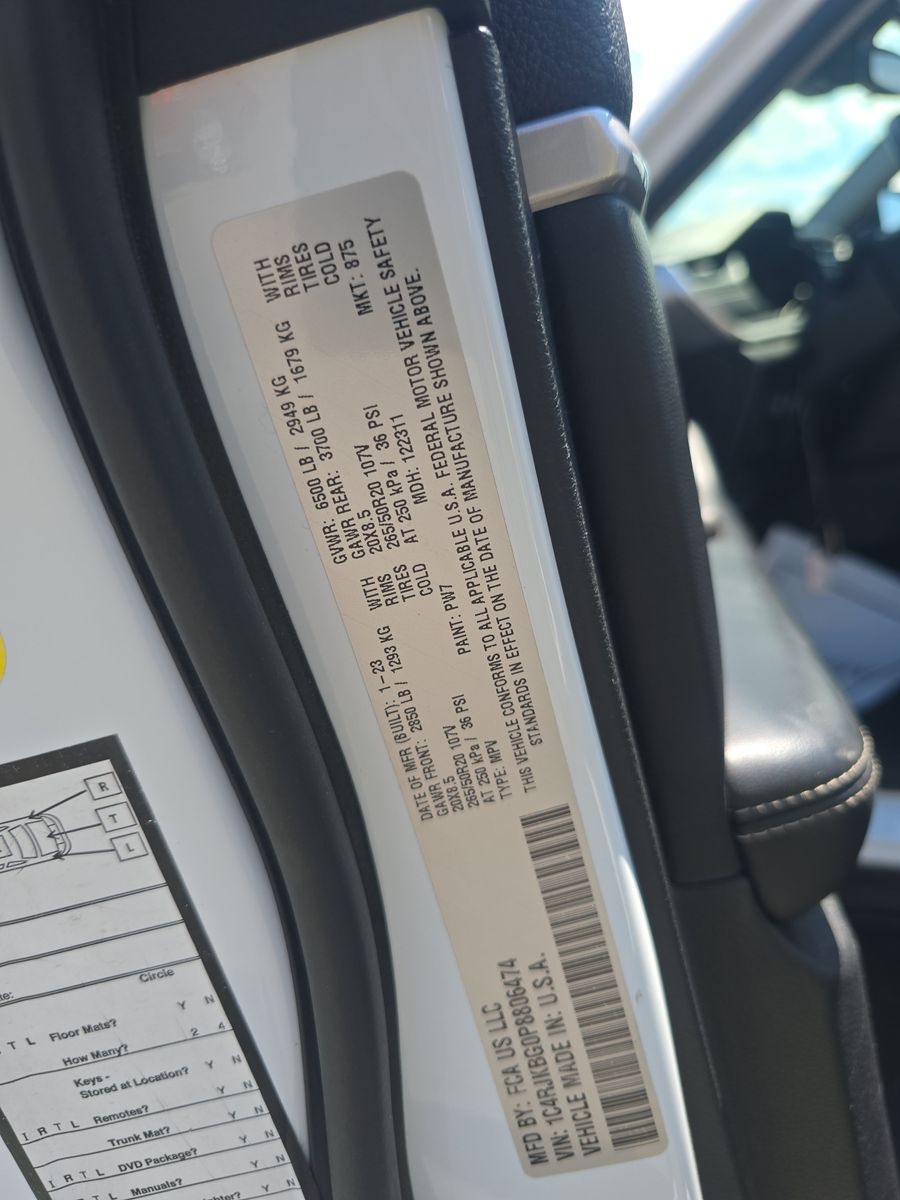 MFD BY: FCA US LLC
VIN: 1C4RJKBG0P8806474
VEHICLE MADE IN: U.S.A.
DATE OF MFR (BUILT): 1-23
GVWR: 6500 LB / 2949 KG
GAWR FRONT: 2850 LB / 1293 KG WITH
20X8.5 RIMS
265/50R20 107V TIRES
AT 250 kPa / 36 PSI COLD
GAWR REAR: 3700 LB / 1679 KG WITH
20X8.5 RIMS
265/50R20 107V TIRES
AT 250 kPa / 36 PSI COLD
TYPE: MPV PAINT: PW7 MDH: 122311 MKT: 875
THIS VEHICLE CONFORMS TO ALL APPLICABLE U.S.A. FEDERAL MOTOR VEHICLE SAFETY
STANDARDS IN EFFECT ON THE DATE OF MANUFACTURE SHOWN ABOVE.
R
T
L
Circle
T L Floor Mats? Y N
How Many? 2 4
Keys -
Stored at Location? Y N
I R T L Remotes? Y N
Trunk Mat? Y N
I R T L DVD Package? Y N
T L Manuals? Y N
Y N